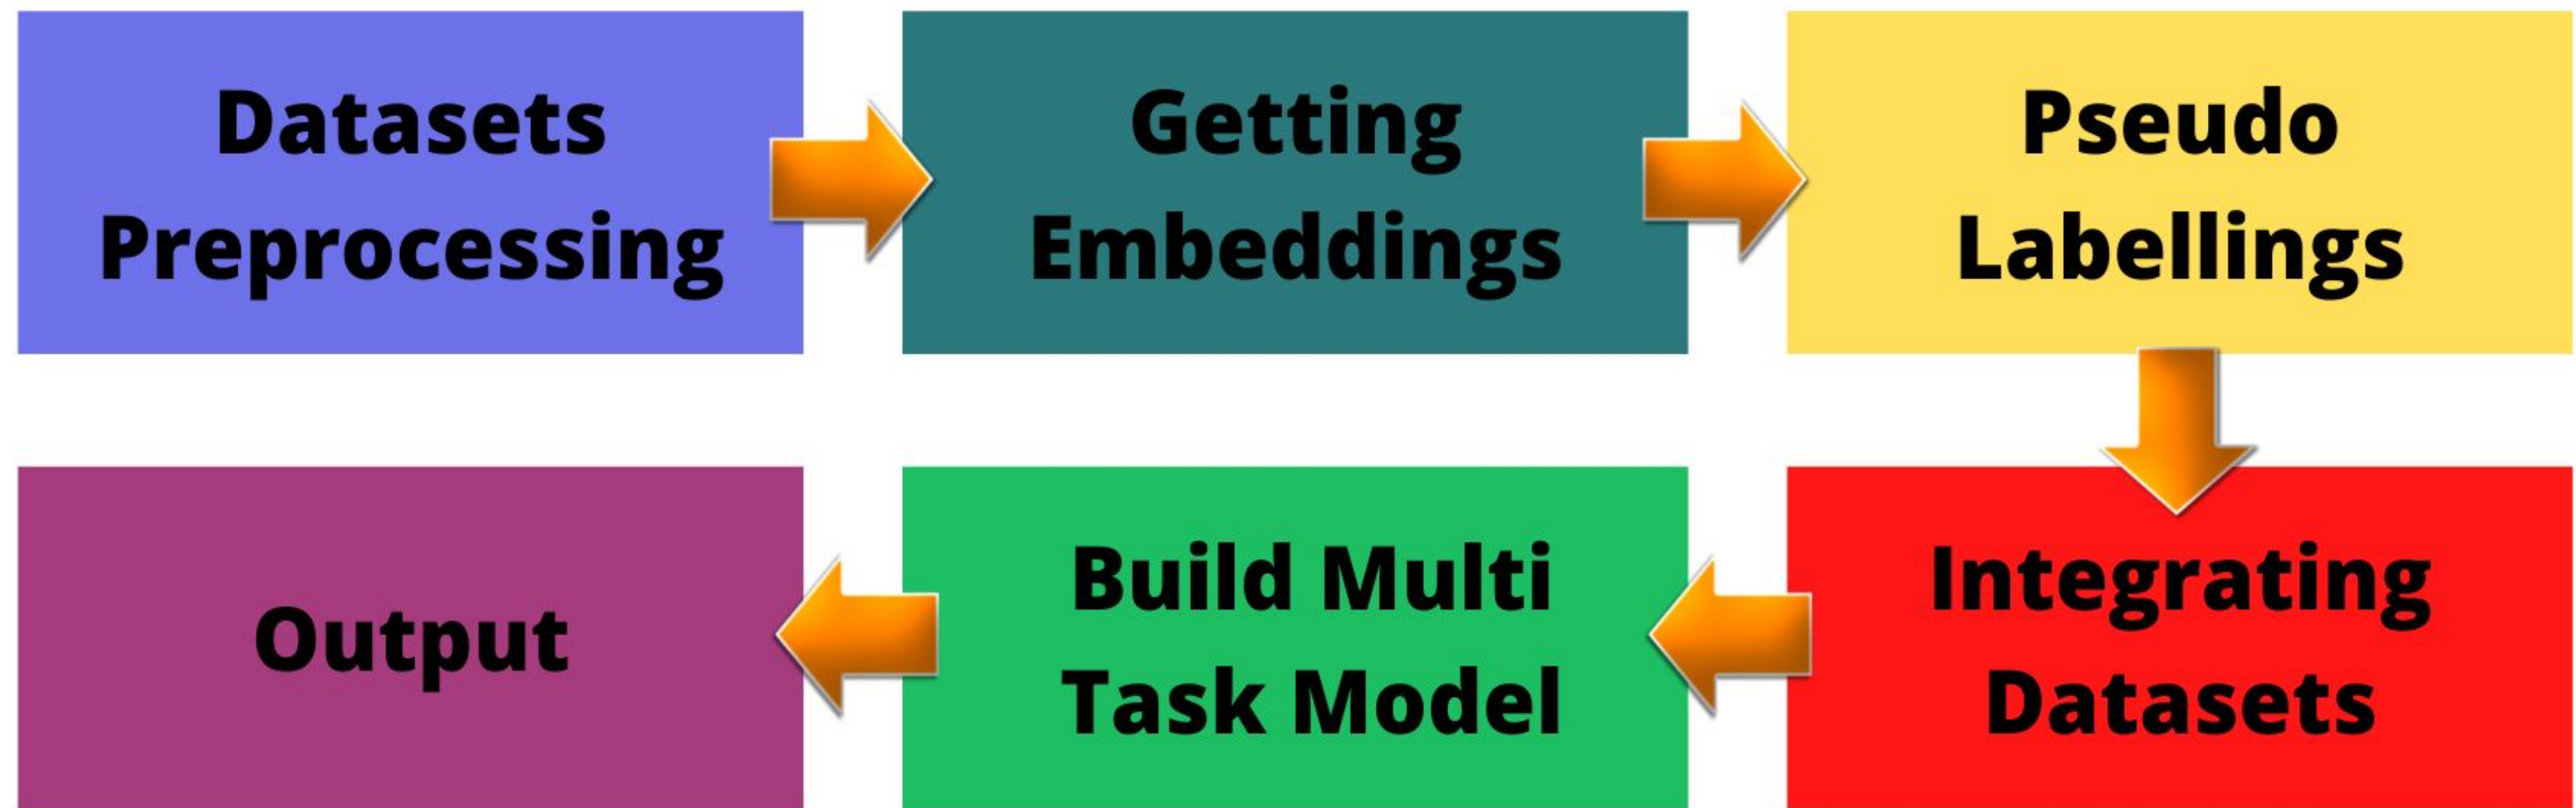 Datasets
Preprocessing
Getting
Embeddings
Pseudo
Labellings
Integrating
Datasets
Build Multi
Task Model
Output